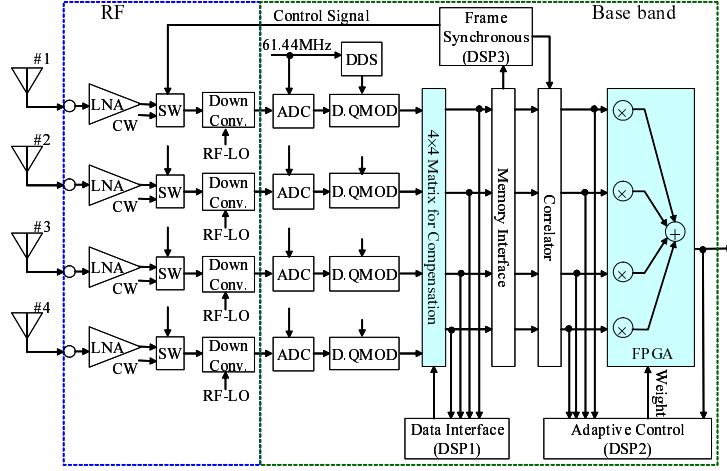 RF
Base band
Control Signal
Frame
Synchronous
(DSP3)
61.44MHz
DDS
#1
LNA
CW
SW
Down
Conv.
RF-LO
ADC
D.QMOD
#2
LNA
CW
SW
Down
Conv.
RF-LO
ADC
D.QMOD
#3
LNA
CW
SW
Down
Conv.
RF-LO
ADC
D.QMOD
#4
LNA
CW
SW
Down
Conv.
RF-LO
ADC
D.QMOD
4×4 Matrix for Compensation
Memory Interface
Correlator
×
×
×
×
+
FPGA
Weight
Data Interface
(DSP1)
Adaptive Control
(DSP2)